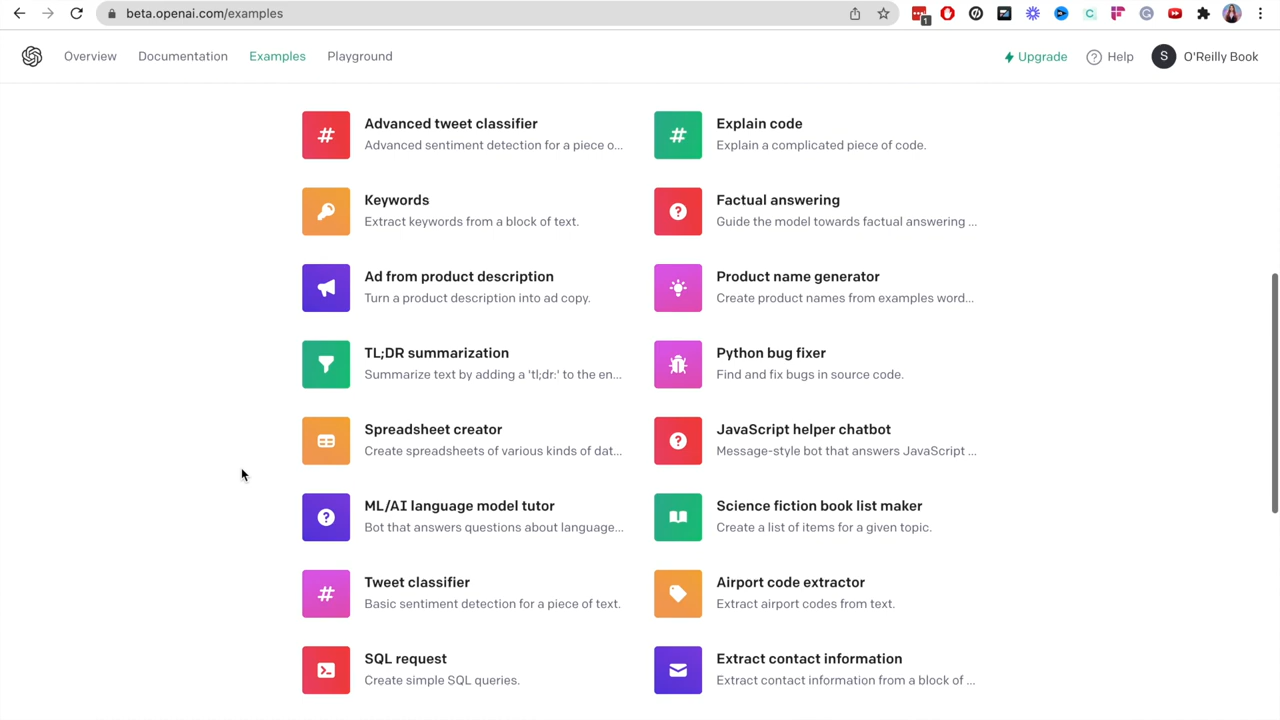 beta.openai.com/examples
1
Overview Documentation Examples Playground Upgrade ? Help S O'Reilly Book
# Advanced tweet classifier
Advanced sentiment detection for a piece o...
# Explain code
Explain a complicated piece of code.
Keywords
Extract keywords from a block of text.
? Factual answering
Guide the model towards factual answering ...
Ad from product description
Turn a product description into ad copy.
Product name generator
Create product names from examples word...
TL;DR summarization
Summarize text by adding a 'tl;dr:' to the en...
Python bug fixer
Find and fix bugs in source code.
Spreadsheet creator
Create spreadsheets of various kinds of dat...
? JavaScript helper chatbot
Message-style bot that answers JavaScript ...
? ML/AI language model tutor
Bot that answers questions about language...
Science fiction book list maker
Create a list of items for a given topic.
# Tweet classifier
Basic sentiment detection for a piece of text.
Airport code extractor
Extract airport codes from text.
SQL request
Create simple SQL queries.
Extract contact information
Extract contact information from a block of ...